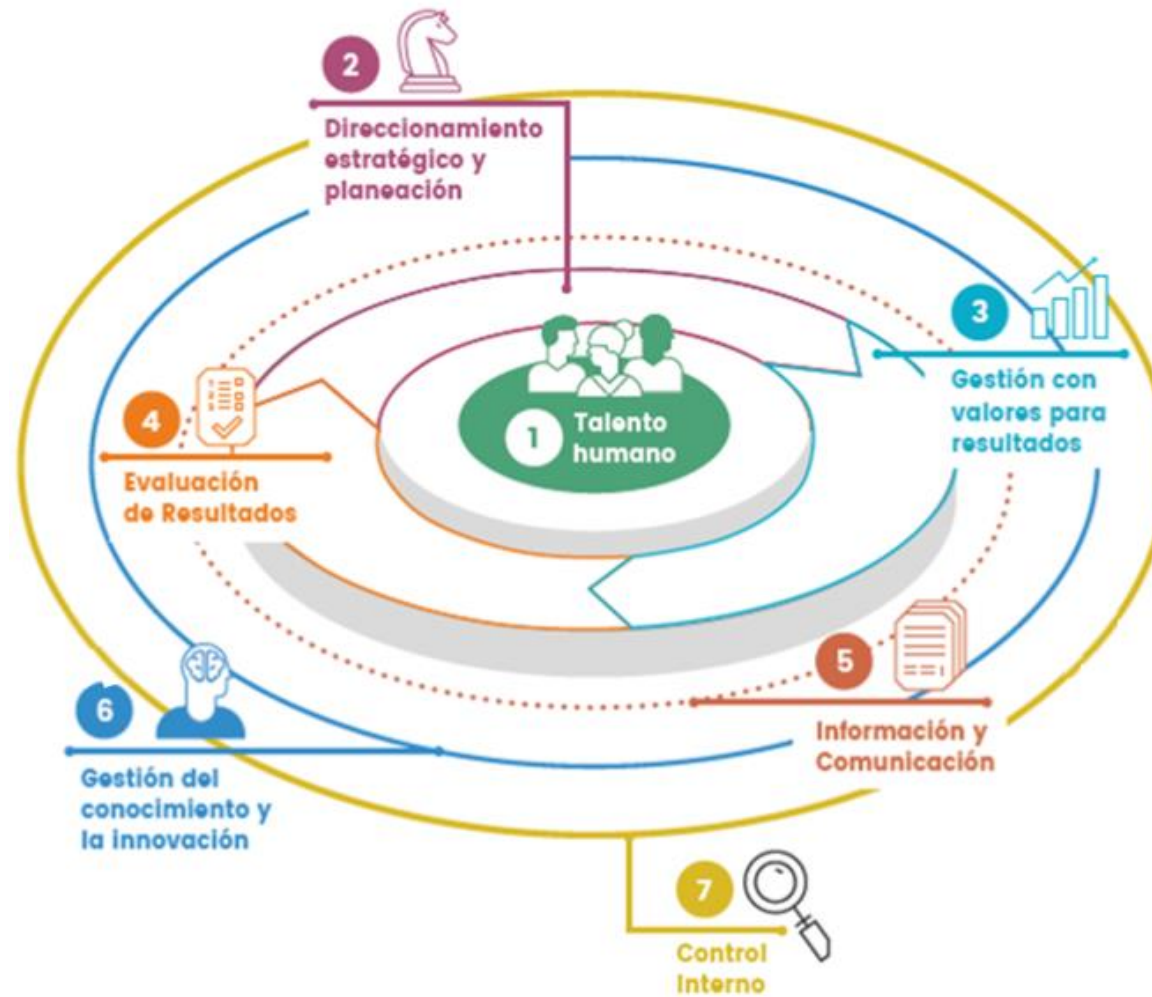 2
Direccionamiento
estratégico y
planeación
3
Gestión con
valores para
resultados
1
Talento
humano
4
Evaluación
de Resultados
5
Información y
Comunicación
6
Gestión del
conocimiento y
la innovación
7
Control
Interno